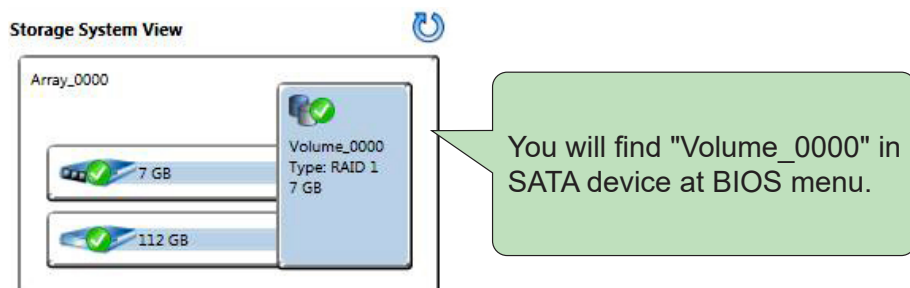 Storage System View
Array_0000
Volume_0000
Type: RAID 1
7 GB
7 GB
112 GB
You will find "Volume_0000" in
SATA device at BIOS menu.